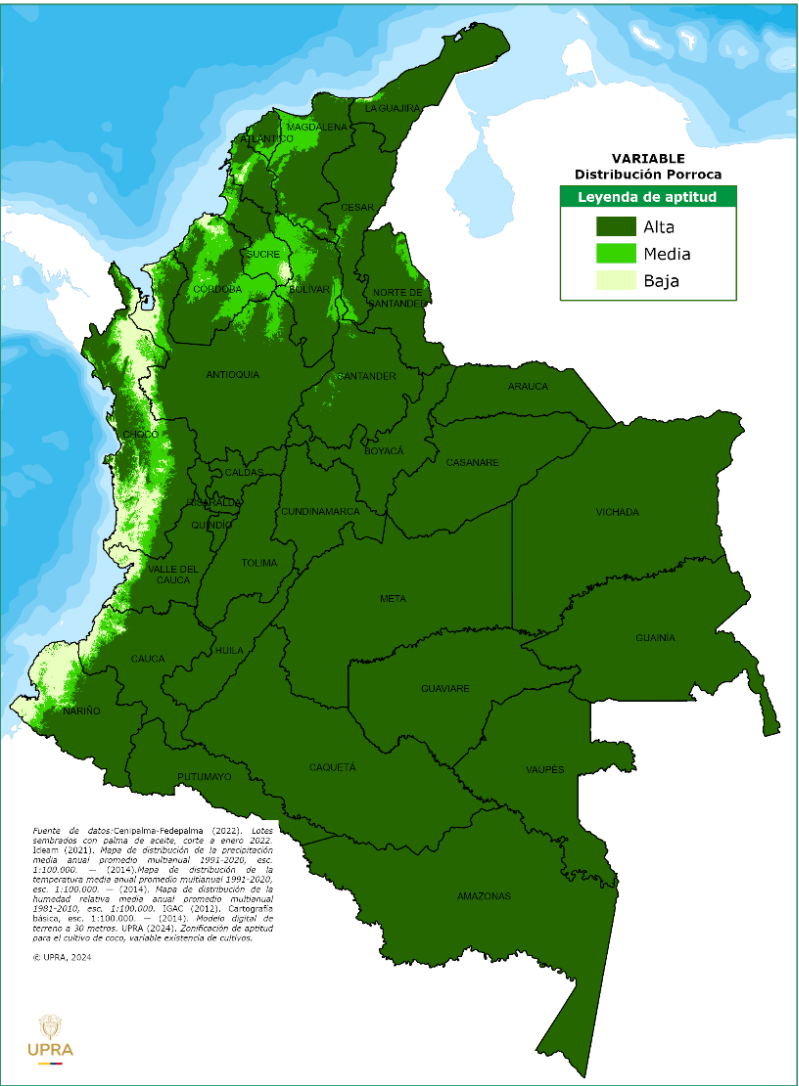 LA GUAJIRA
MAGDALENA
ATLÁNTICO
VARIABLE
Distribución Porroca
Leyenda de aptitud
Alta
Media
Baja
CESAR
SUCRE
CÓRDOBA
BOLÍVAR
NORTE DE
SANTANDER
ANTIOQUIA
SANTANDER
ARAUCA
CHOCÓ
BOYACÁ
CASANARE
CALDAS
RISARALDA
QUINDÍO
CUNDINAMARCA
VICHADA
VALLE DEL
CAUCA
TOLIMA
META
GUAINÍA
CAUCA
HUILA
GUAVIARE
NARIÑO
CAQUETÁ
VAUPÉS
PUTUMAYO
AMAZONAS
Fuente de datos:Cenipalma-Fedepalma (2022). Lotes
sembrados con palma de aceite, corte a enero 2022.
Ideam (2021). Mapa de distribución de la precipitación
media anual promedio multianual 1991-2020, esc.
1:100.000. — (2014).Mapa de distribución de la
temperatura media anual promedio multianual 1991-2020,
esc. 1:100.000. — (2014). Mapa de distribución de la
humedad relativa media anual promedio multianual
1981-2010, esc. 1:100.000. IGAC (2012). Cartografía
básica, esc. 1:100.000. — (2014). Modelo digital de
terreno a 30 metros. UPRA (2024). Zonificación de aptitud
para el cultivo de coco, variable existencia de cultivos.
© UPRA, 2024
UPRA